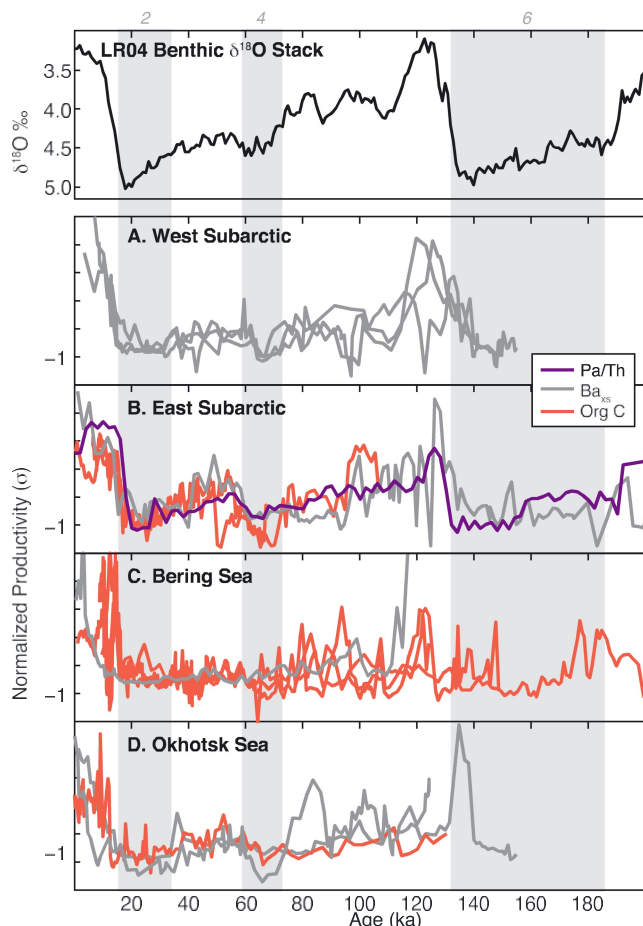 2 4 6
LR04 Benthic δ¹⁸O Stack
3.5
4.0
4.5
5.0
δ¹⁸O ‰
A. West Subarctic
−1
Pa/Th
Baxs
Org C
B. East Subarctic
−1
Normalized Productivity (σ)
C. Bering Sea
−1
D. Okhotsk Sea
−1
20 40 60 80 100 120 140 160 180
Age (ka)